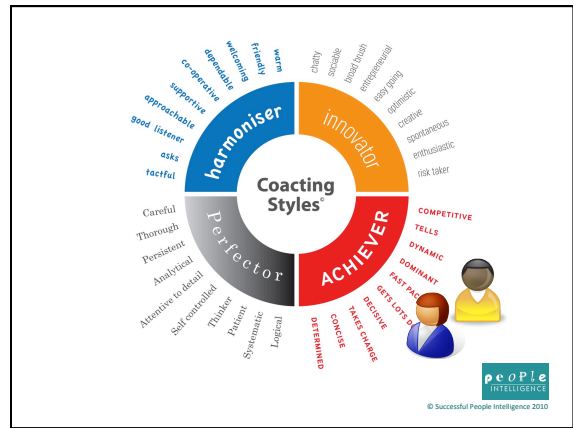 warm
friendly
welcoming
dependable
co-operative
supportive
approachable
good listener
asks
tactful
chatty
sociable
broad brush
entrepreneurial
easy going
optimistic
creative
spontaneous
enthusiastic
risk taker
harmoniser
innovator
Coacting
Styles©
Perfector
ACHIEVER
Careful
Thorough
Persistent
Analytical
Attentive to detail
Self controlled
Thinker
Patient
Systematic
Logical
COMPETITIVE
TELLS
DYNAMIC
DOMINANT
FAST
GETS LOTS
DECISIVE
TAKES CHARGE
CONCISE
DETERMINED
peoPle
INTELLIGENCE
© Successful People Intelligence 2010